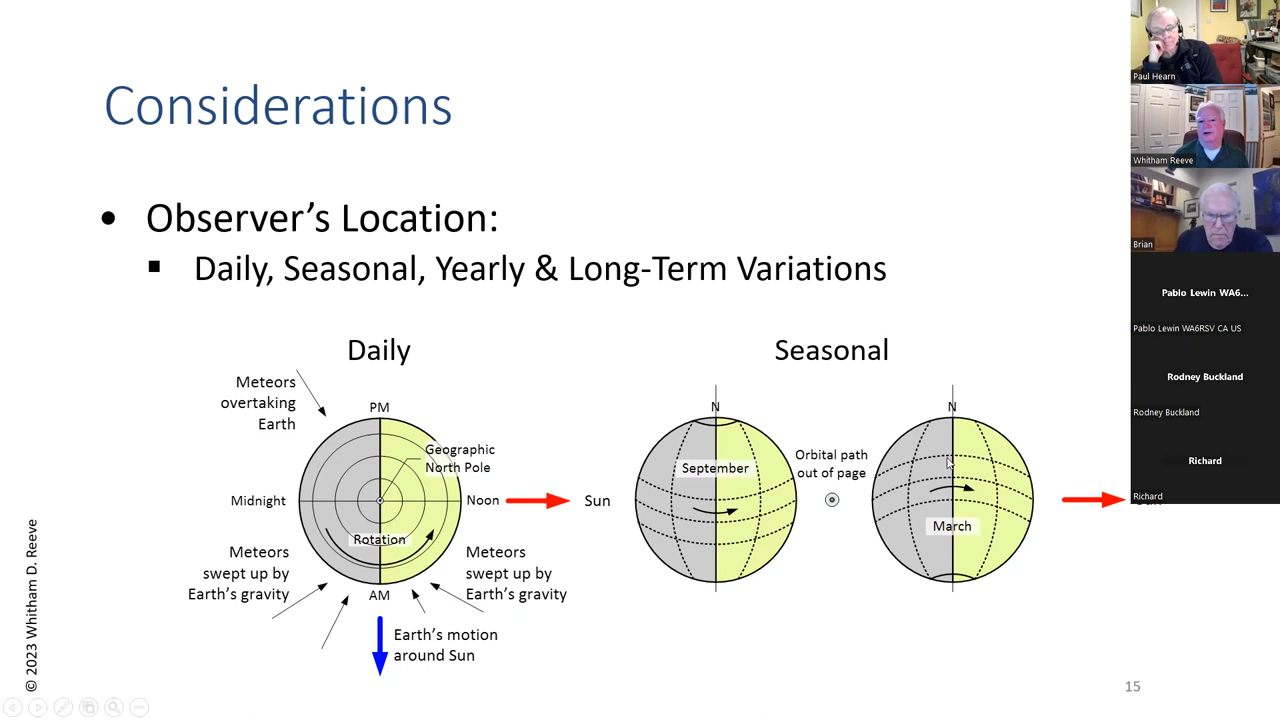 Considerations
• Observer’s Location:
▪ Daily, Seasonal, Yearly & Long-Term Variations
Daily
Meteors
overtaking
Earth
PM
Geographic
North Pole
Midnight
Noon
Sun
Rotation
Meteors
swept up by
Earth’s gravity
AM
Meteors
swept up by
Earth’s gravity
Earth’s motion
around Sun
Seasonal
N
September
Orbital path
out of page
N
March
15
© 2023 Whitham D. Reeve
Paul Hearn
Whitham Reeve
Brian
Pablo Lewin WA6...
Pablo Lewin WA6RSV CA US
Rodney Buckland
Rodney Buckland
Richard
Richard